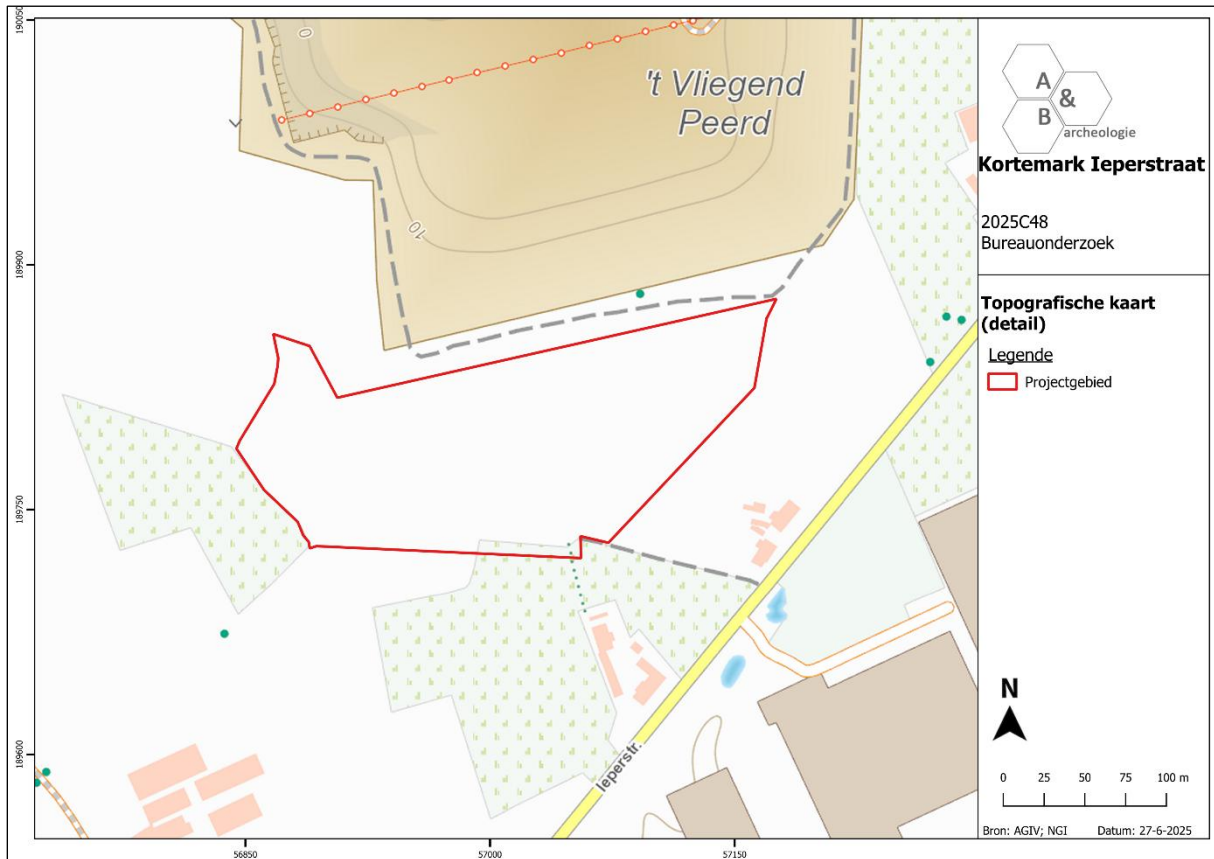 't Vliegend
Peerd
0
10
Ieperstr.
190050
189900
189750
189600
56850
57000
57150
A
&
B
archeologie
Kortemark Ieperstraat
2025C48
Bureauonderzoek
Topografische kaart
(detail)
Legende
Projectgebied
N
0 25 50 75 100 m
Bron: AGIV; NGI Datum: 27-6-2025